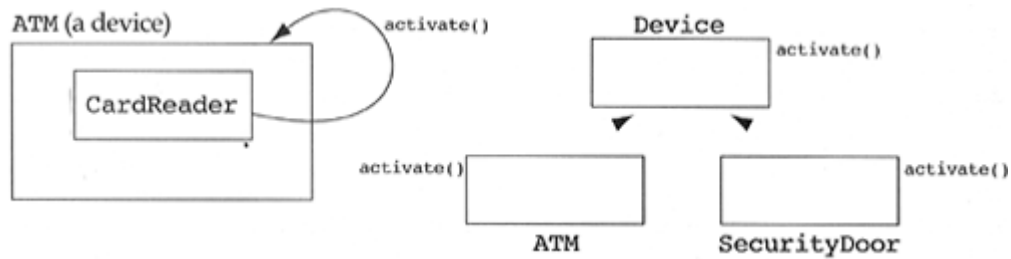 ATM (a device)
activate()
CardReader
Device
activate()
activate()
activate()
ATM
SecurityDoor